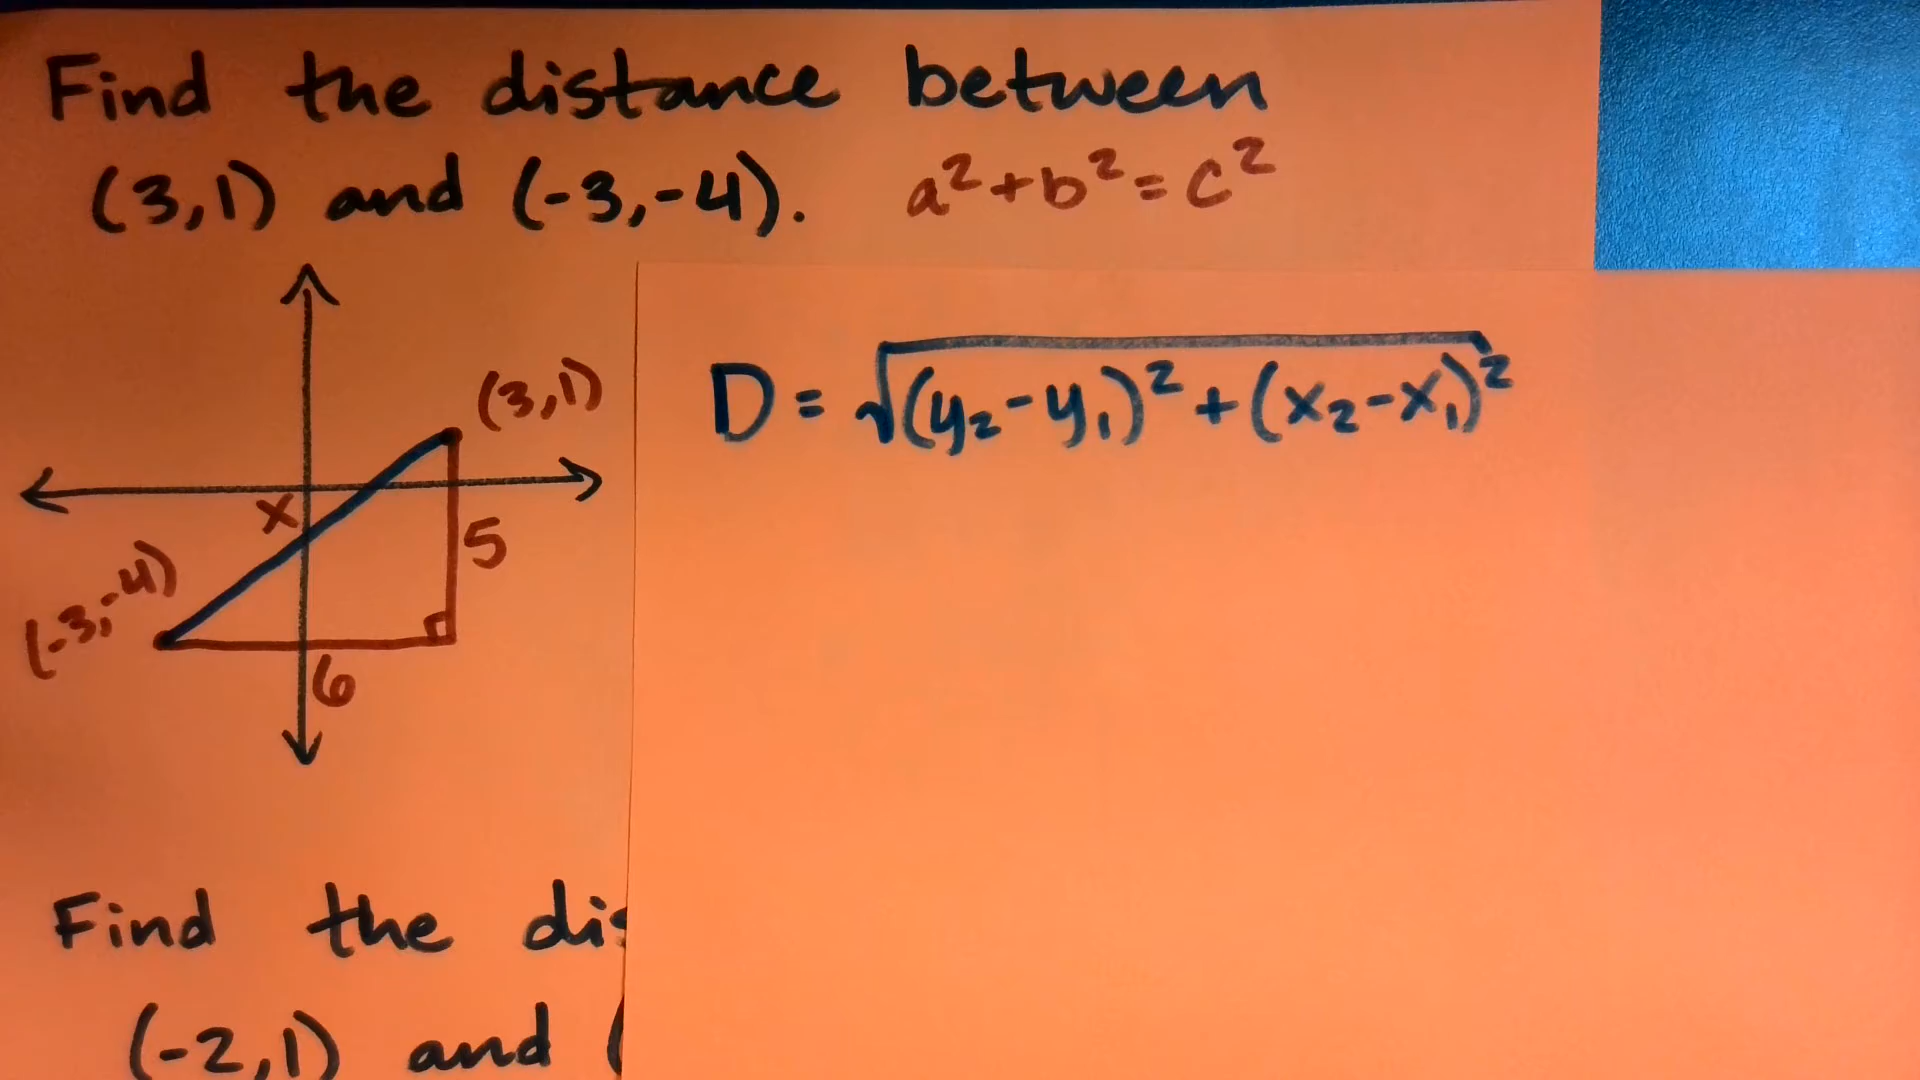 Find the distance between
(3,1) and (-3,-4). a²+b²=c²
(3,1)
D = √(y₂-y₁)²+(x₂-x₁)²
x
5
(-3,-4)
6
Find the
(-2,1) and (